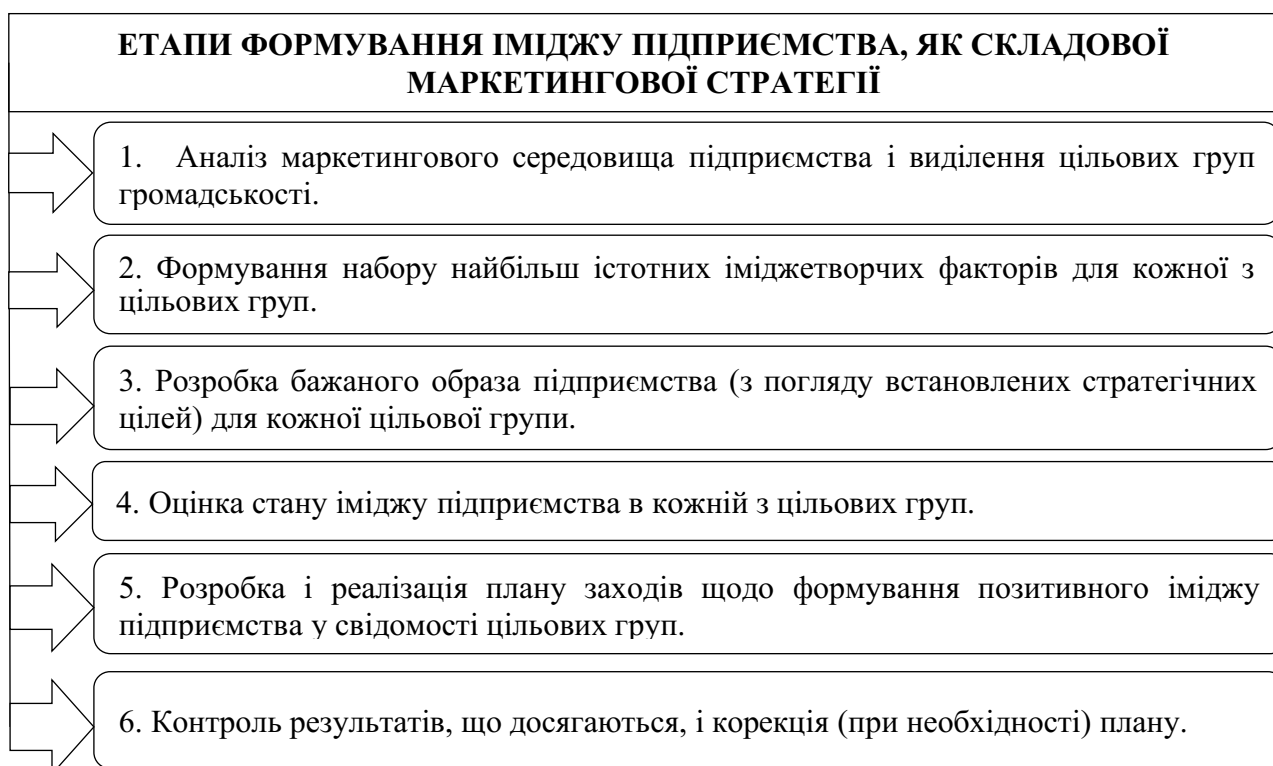 ЕТАПИ ФОРМУВАННЯ ІМІДЖУ ПІДПРИЄМСТВА, ЯК СКЛАДОВОЇ
МАРКЕТИНГОВОЇ СТРАТЕГІЇ
1. Аналіз маркетингового середовища підприємства і виділення цільових груп
громадськості.
2. Формування набору найбільш істотних іміджетворчих факторів для кожної з
цільових груп.
3. Розробка бажаного образа підприємства (з погляду встановлених стратегічних
цілей) для кожної цільової групи.
4. Оцінка стану іміджу підприємства в кожній з цільових груп.
5. Розробка і реалізація плану заходів щодо формування позитивного іміджу
підприємства у свідомості цільових груп.
6. Контроль результатів, що досягаються, і корекція (при необхідності) плану.